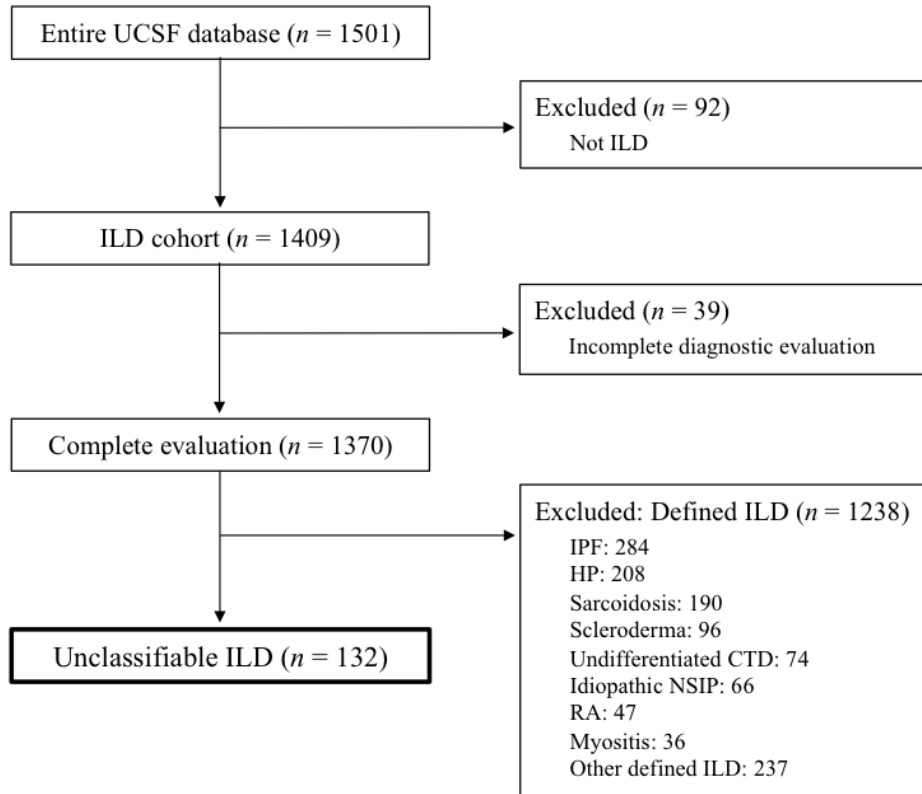 Entire UCSF database (n = 1501)
Excluded (n = 92)
Not ILD
ILD cohort (n = 1409)
Excluded (n = 39)
Incomplete diagnostic evaluation
Complete evaluation (n = 1370)
Excluded: Defined ILD (n = 1238)
IPF: 284
HP: 208
Sarcoidosis: 190
Scleroderma: 96
Undifferentiated CTD: 74
Idiopathic NSIP: 66
RA: 47
Myositis: 36
Other defined ILD: 237
Unclassifiable ILD (n = 132)